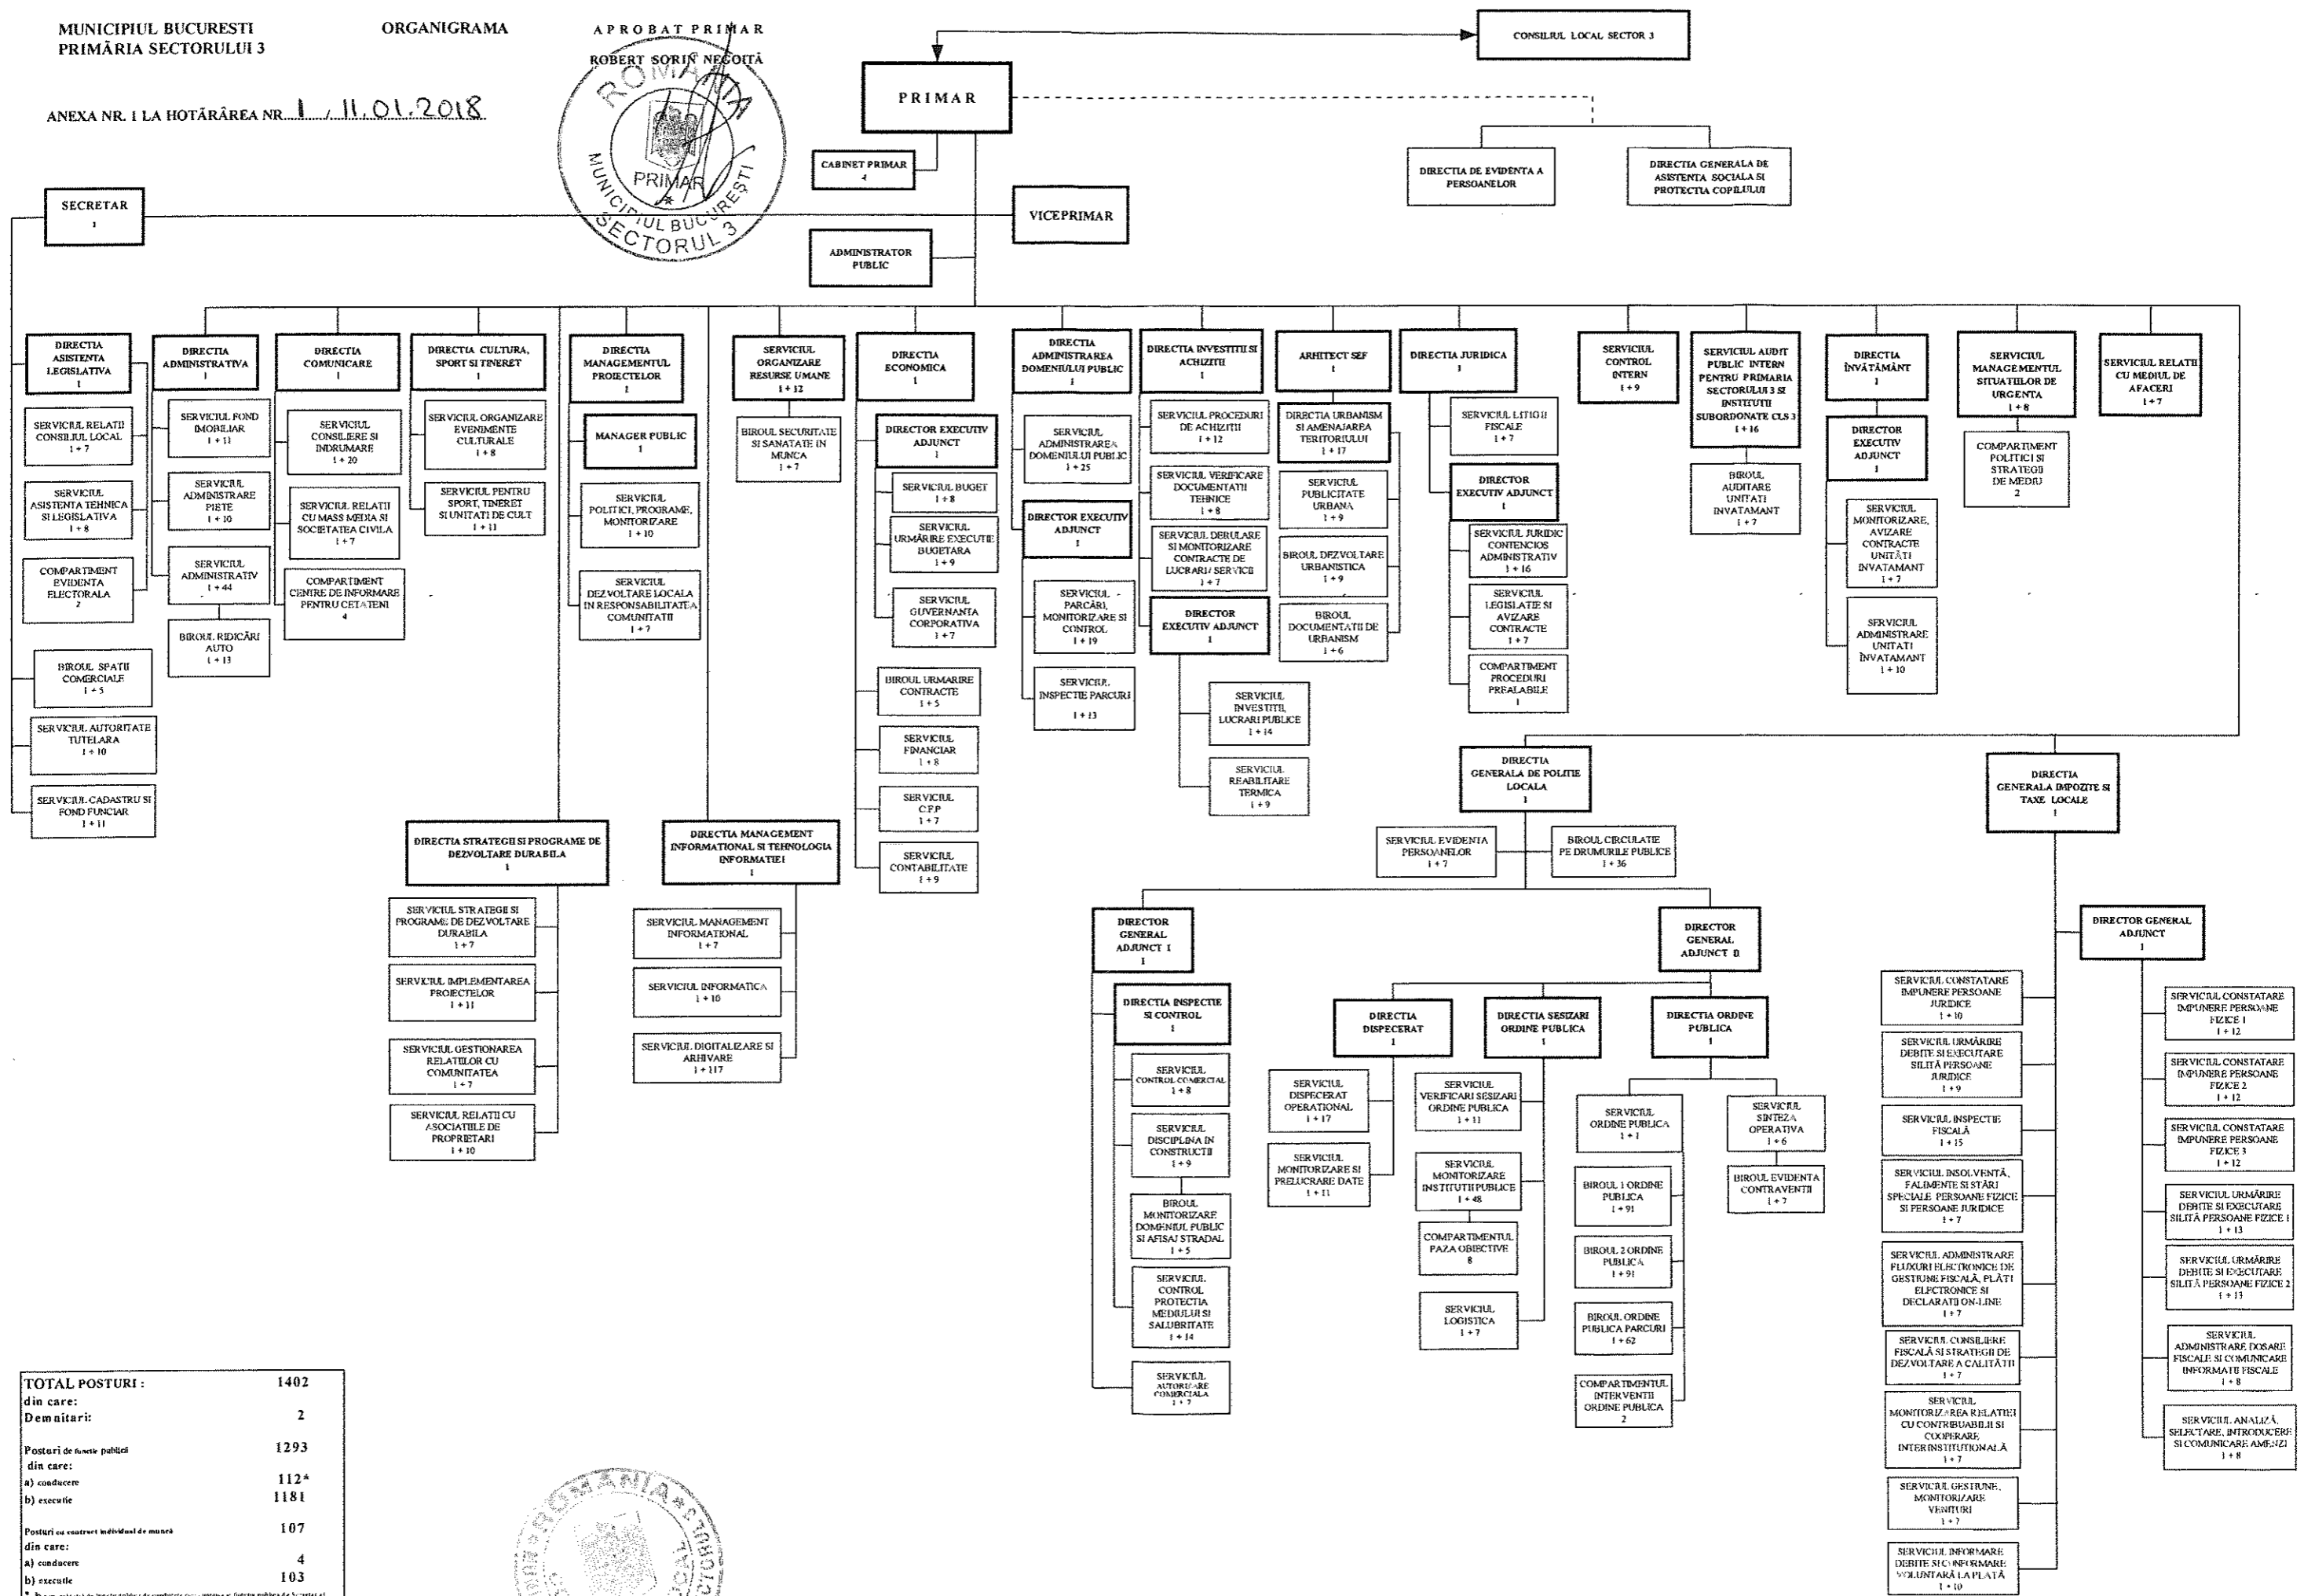 MUNICIPIUL BUCURESTI
PRIMĂRIA SECTORULUI 3
ORGANIGRAMA
APROBAT PRIMAR
ROBERT SORIN NEGOITĂ
ANEXA NR. 1 LA HOTĂRÂREA NR. 1 / 11.01.2018
ROMÂNIA
MUNICIPIUL BUCUREȘTI
PRIMAR
SECTORUL 3
CONSILIUL LOCAL SECTOR 3
PRIMAR
CABINET PRIMAR
4
DIRECTIA DE EVIDENTA A
PERSOANELOR
DIRECTIA GENERALA DE
ASISTENTA SOCIALA SI
PROTECTIA COPILULUI
SECRETAR
1
VICEPRIMAR
ADMINISTRATOR
PUBLIC
DIRECTIA
ASISTENTA
LEGISLATIVA
1
SERVICIUL RELATII
CONSILIUL LOCAL
1 + 7
SERVICIUL
ASISTENTA TEHNICA
SI LEGISLATIVA
1 + 8
COMPARTIMENT
EVIDENTA
ELECTORALA
2
BIROUL SPATII
COMERCIALE
1 + 5
SERVICIUL AUTORITATE
TUTELARA
1 + 10
SERVICIUL CADASTRU SI
FOND FUNCIAR
1 + 11
DIRECTIA
ADMINISTRATIVA
1
SERVICIUL FOND
IMOBILIAR
1 + 11
SERVICIUL
ADMINISTRARE
PIETE
1 + 10
SERVICIUL
ADMINISTRATIV
1 + 44
BIROUL RIDICĂRI
AUTO
1 + 13
DIRECTIA
COMUNICARE
1
SERVICIUL
CONSILIERE SI
INDRUMARE
1 + 20
SERVICIUL RELATII
CU MASS MEDIA SI
SOCIETATEA CIVILA
1 + 7
COMPARTIMENT
CENTRE DE INFORMARE
PENTRU CETATENI
4
DIRECTIA CULTURA,
SPORT SI TINERET
1
SERVICIUL ORGANIZARE
EVENIMENTE
CULTURALE
1 + 8
SERVICIUL PENTRU
SPORT, TINERET
SI UNITATI DE CULT
1 + 11
DIRECTIA
MANAGEMENTUL
PROIECTELOR
1
MANAGER PUBLIC
1
SERVICIUL
POLITICI, PROGRAME,
MONITORIZARE
1 + 10
SERVICIUL
DEZVOLTARE LOCALA
IN RESPONSABILITATEA
COMUNITATII
1 + 7
SERVICIUL
ORGANIZARE
RESURSE UMANE
1 + 12
BIROUL SECURITATE
SI SANATATE IN
MUNCA
1 + 7
DIRECTIA
ECONOMICA
1
DIRECTOR EXECUTIV
ADJUNCT
1
SERVICIUL BUGET
1 + 8
SERVICIUL
URMĂRIRE EXECUTIE
BUGETARA
1 + 9
SERVICIUL
GUVERNANTA
CORPORATIVA
1 + 7
BIROUL URMARIRE
CONTRACTE
1 + 5
SERVICIUL
FINANCIAR
1 + 8
SERVICIUL
C.F.P
1 + 7
SERVICIUL
CONTABILITATE
1 + 9
DIRECTIA
ADMINISTRAREA
DOMENIULUI PUBLIC
1
SERVICIUL
ADMINISTRAREA
DOMENIULUI PUBLIC
1 + 25
DIRECTOR EXECUTIV
ADJUNCT
1
SERVICIUL
PARCĂRI,
MONITORIZARE SI
CONTROL
1 + 19
SERVICIUL
INSPECTIE PARCURI
1 + 13
DIRECTIA INVESTITII SI
ACHIZITII
1
SERVICIUL PROCEDURI
DE ACHIZITII
1 + 12
SERVICIUL VERIFICARE
DOCUMENTATII
TEHNICE
1 + 8
SERVICIUL DERULARE
SI MONITORIZARE
CONTRACTE DE
LUCRARI / SERVICII
1 + 7
DIRECTOR
EXECUTIV ADJUNCT
1
SERVICIUL
INVESTITII,
LUCRARI PUBLICE
1 + 14
SERVICIUL
REABILITARE
TERMICA
1 + 9
ARHITECT SEF
1
DIRECTIA URBANISM
SI AMENAJAREA
TERITORIULUI
1 + 17
SERVICIUL
PUBLICITATE
URBANA
1 + 9
BIROUL DEZVOLTARE
URBANISTICA
1 + 9
BIROUL
DOCUMENTATII DE
URBANISM
1 + 6
DIRECTIA JURIDICA
1
SERVICIUL LITIGII
FISCALE
1 + 7
DIRECTOR
EXECUTIV ADJUNCT
1
SERVICIUL JURIDIC
CONTENCIOS
ADMINISTRATIV
1 + 16
SERVICIUL
LEGISLATIE SI
AVIZARE
CONTRACTE
1 + 7
COMPARTIMENT
PROCEDURI
PREALABILE
1
SERVICIUL
CONTROL
INTERN
1 + 9
SERVICIUL AUDIT
PUBLIC INTERN
PENTRU PRIMARIA
SECTORULUI 3 SI
INSTITUTII
SUBORDONATE CLS 3
1 + 16
BIROUL
AUDITARE
UNITATI
INVATAMANT
1 + 7
DIRECTIA
ÎNVĂTĂMÂNT
1
DIRECTOR
EXECUTIV
ADJUNCT
1
SERVICIUL
MONITORIZARE,
AVIZARE
CONTRACTE
UNITĂTI
INVATAMANT
1 + 7
SERVICIUL
ADMINISTRARE
UNITATI
ÎNVATAMANT
1 + 10
SERVICIUL
MANAGEMENTUL
SITUATIILOR DE
URGENTA
1 + 8
COMPARTIMENT
POLITICI SI
STRATEGII
DE MEDIU
2
SERVICIUL RELATII
CU MEDIUL DE
AFACERI
1 + 7
DIRECTIA STRATEGII SI PROGRAME DE
DEZVOLTARE DURABILA
1
SERVICIUL STRATEGII SI
PROGRAME DE DEZVOLTARE
DURABILA
1 + 7
SERVICIUL IMPLEMENTAREA
PROIECTELOR
1 + 11
SERVICIUL GESTIONAREA
RELATIILOR CU
COMUNITATEA
1 + 7
SERVICIUL RELATII CU
ASOCIATIILE DE
PROPRIETARI
1 + 10
DIRECTIA MANAGEMENT
INFORMATIONAL SI TEHNOLOGIA
INFORMATIEI
1
SERVICIUL MANAGEMENT
INFORMATIONAL
1 + 7
SERVICIUL INFORMATICA
1 + 10
SERVICIUL DIGITALIZARE SI
ARHIVARE
1 + 117
DIRECTIA
GENERALA DE POLITIE
LOCALA
1
SERVICIUL EVIDENTA
PERSOANELOR
1 + 7
BIROUL CIRCULATIE
PE DRUMURILE PUBLICE
1 + 36
DIRECTOR
GENERAL
ADJUNCT I
1
DIRECTIA INSPECTIE
SI CONTROL
1
SERVICIUL
CONTROL COMERCIAL
1 + 8
SERVICIUL
DISCIPLINA IN
CONSTRUCTII
1 + 9
BIROUL
MONITORIZARE
DOMENIUL PUBLIC
SI AFISAJ STRADAL
1 + 5
SERVICIUL
CONTROL
PROTECTIA
MEDIULUI SI
SALUBRITATE
1 + 14
SERVICIUL
AUTORIZARE
COMERCIALA
1 + 7
DIRECTOR
GENERAL
ADJUNCT II
1
DIRECTIA
DISPECERAT
1
SERVICIUL
DISPECERAT
OPERATIONAL
1 + 17
SERVICIUL
MONITORIZARE SI
PRELUCRARE DATE
1 + 11
DIRECTIA SESIZARI
ORDINE PUBLICA
1
SERVICIUL
VERIFICARI SESIZARI
ORDINE PUBLICA
1 + 11
SERVICIUL
MONITORIZARE
INSTITUTII PUBLICE
1 + 48
COMPARTIMENTUL
PAZA OBIECTIVE
8
SERVICIUL
LOGISTICA
1 + 7
DIRECTIA ORDINE
PUBLICA
1
SERVICIUL
ORDINE PUBLICA
1 + 1
BIROUL 1 ORDINE
PUBLICA
1 + 91
BIROUL 2 ORDINE
PUBLICA
1 + 91
BIROUL ORDINE
PUBLICA PARCURI
1 + 62
COMPARTIMENTUL
INTERVENTII
ORDINE PUBLICA
2
SERVICIUL
SINTEZA
OPERATIVA
1 + 6
BIROUL EVIDENTA
CONTRAVENTII
1 + 7
DIRECTIA
GENERALA IMPOZITE SI
TAXE LOCALE
1
SERVICIUL CONSTATARE
IMPUNERE PERSOANE
JURIDICE
1 + 10
SERVICIUL URMĂRIRE
DEBITE SI EXECUTARE
SILITĂ PERSOANE
JURIDICE
1 + 9
SERVICIUL INSPECTIE
FISCALĂ
1 + 15
SERVICIUL INSOLVENTĂ,
FALIMENTE SI STĂRI
SPECIALE PERSOANE FIZICE
SI PERSOANE JURIDICE
1 + 7
SERVICIUL ADMINISTRARE
FLUXURI ELECTRONICE DE
GESTIUNE FISCALĂ, PLĂTI
ELECTRONICE SI
DECLARATII ON-LINE
1 + 7
SERVICIUL CONSILIERE
FISCALĂ SI STRATEGII DE
DEZVOLTARE A CALITĂTII
1 + 7
SERVICIUL
MONITORIZAREA RELATIEI
CU CONTRIBUABILII SI
COOPERARE
INTERINSTITUTIONALĂ
1 + 7
SERVICIUL GESTIUNE,
MONITORIZARE
VENITURI
1 + 7
SERVICIUL INFORMARE
DEBITE SI CONFORMARE
VOLUNTARĂ LA PLATĂ
1 + 10
DIRECTOR GENERAL
ADJUNCT
1
SERVICIUL CONSTATARE
IMPUNERE PERSOANE
FIZICE 1
1 + 12
SERVICIUL CONSTATARE
IMPUNERE PERSOANE
FIZICE 2
1 + 12
SERVICIUL CONSTATARE
IMPUNERE PERSOANE
FIZICE 3
1 + 12
SERVICIUL URMĂRIRE
DEBITE SI EXECUTARE
SILITĂ PERSOANE FIZICE 1
1 + 13
SERVICIUL URMĂRIRE
DEBITE SI EXECUTARE
SILITĂ PERSOANE FIZICE 2
1 + 13
SERVICIUL
ADMINISTRARE DOSARE
FISCALE SI COMUNICARE
INFORMATII FISCALE
1 + 8
SERVICIUL ANALIZĂ,
SELECTARE, INTRODUCERE
SI COMUNICARE AMENZI
1 + 8
TOTAL POSTURI : 1402
din care:
Demnitari: 2
Posturi de functie publică 1293
din care:
a) conducere 112*
b) executie 1181
Posturi cu contract individual de muncă 107
din care:
a) conducere 4
b) executie 103
ROMÂNIA